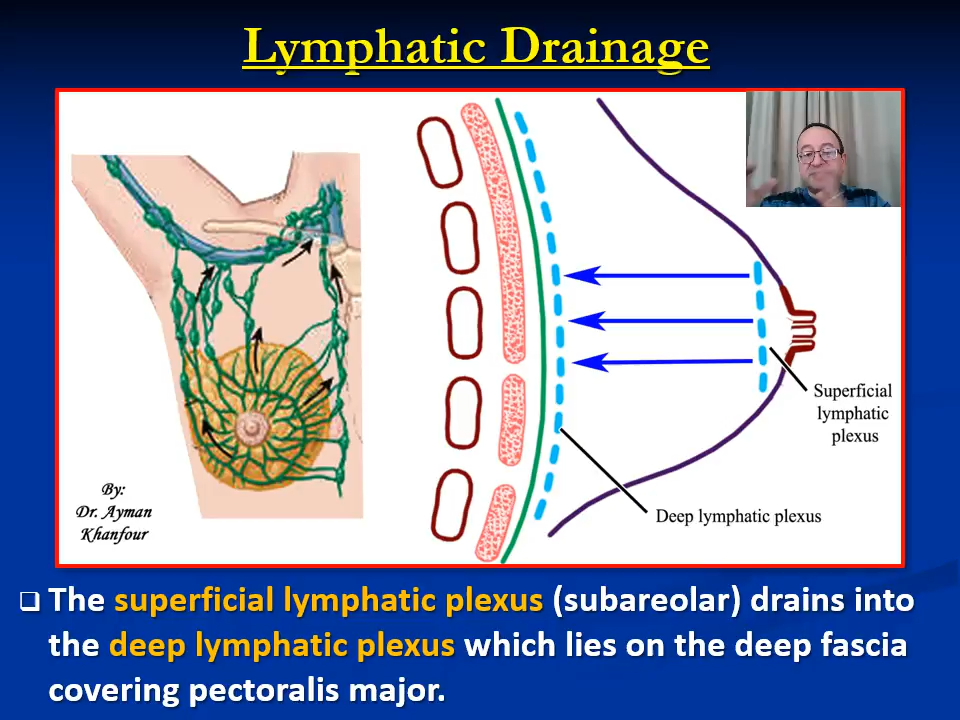 Lymphatic Drainage
Superficial
lymphatic
plexus
Deep lymphatic plexus
By:
Dr. Ayman
Khanfour
The superficial lymphatic plexus (subareolar) drains into
the deep lymphatic plexus which lies on the deep fascia
covering pectoralis major.